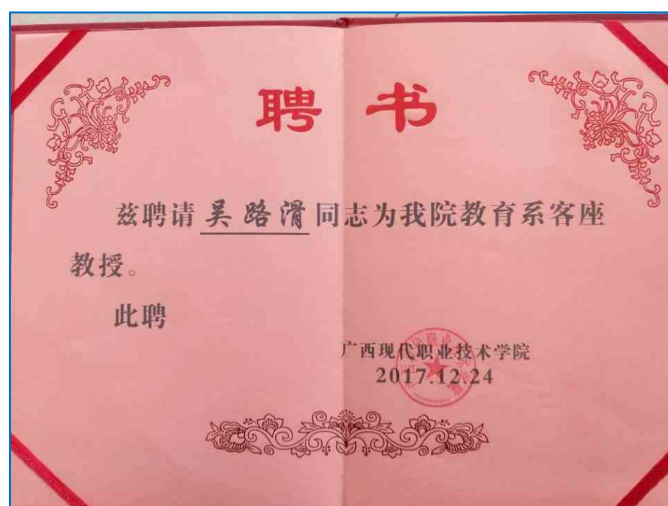 聘书
兹聘请吴路滑同志为我院教育系客座
教授。
此聘
广西现代职业技术学院
2017.12.24